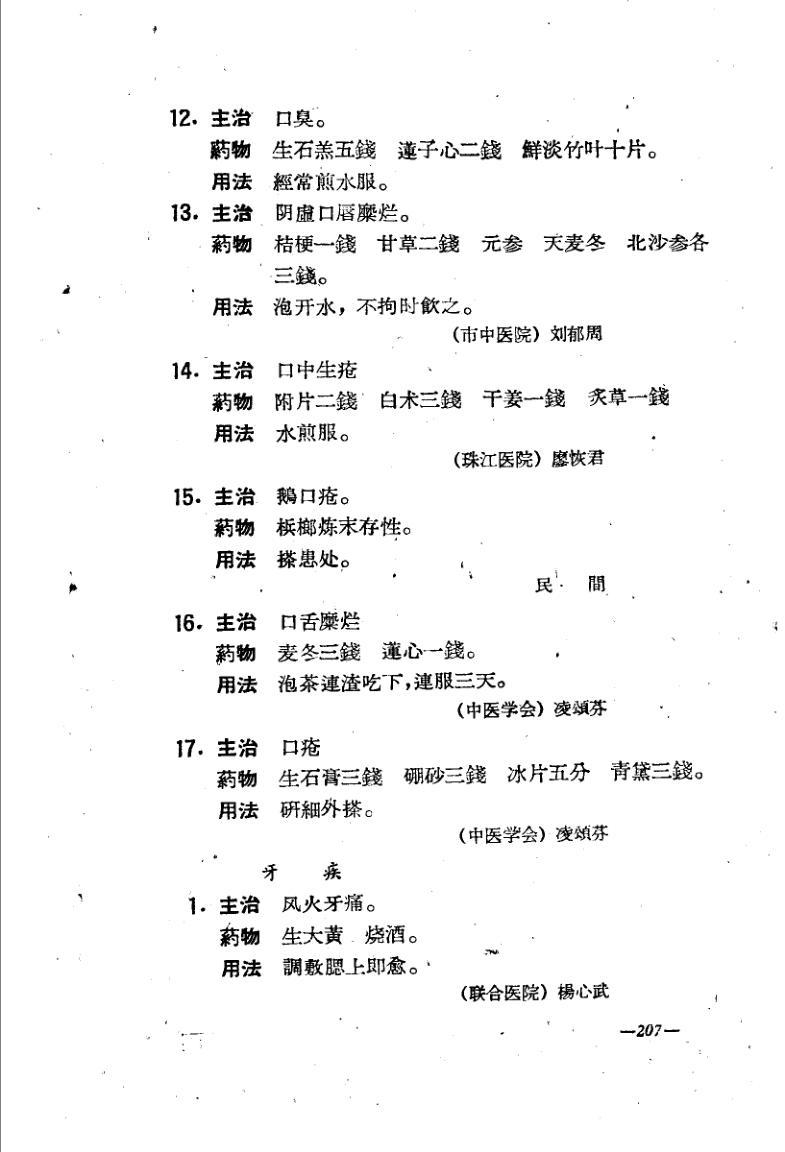 12. 主治 口臭。
葯物 生石羔五錢 蓮子心二錢 鮮淡竹叶十片。
用法 經常煎水服。
13. 主治 阴虛口唇糜烂。
葯物 桔梗一錢 甘草二錢 元参 天麦冬 北沙参各
三錢。
用法 泡开水，不拘时飲之。
(市中医院) 刘郁周
14. 主治 口中生疮
葯物 附片二錢 白朮三錢 干姜一錢 炙草一錢
用法 水煎服。
(珠江医院) 廖恢君
15. 主治 鵝口疮。
葯物 梹榔炼末存性。
用法 搽患处。
民 間
16. 主治 口舌糜烂
葯物 麦冬三錢 蓮心一錢。
用法 泡茶連渣吃下，連服三天。
(中医学会) 凌頌芬
17. 主治 口疮
葯物 生石膏三錢 硼砂三錢 冰片五分 青黛三錢。
用法 研細外搽。
(中医学会) 凌頌芬
牙 疾
1. 主治 风火牙痛。
葯物 生大黃 烧酒。
用法 調敷腮上即愈。
(联合医院) 楊心武
—207—